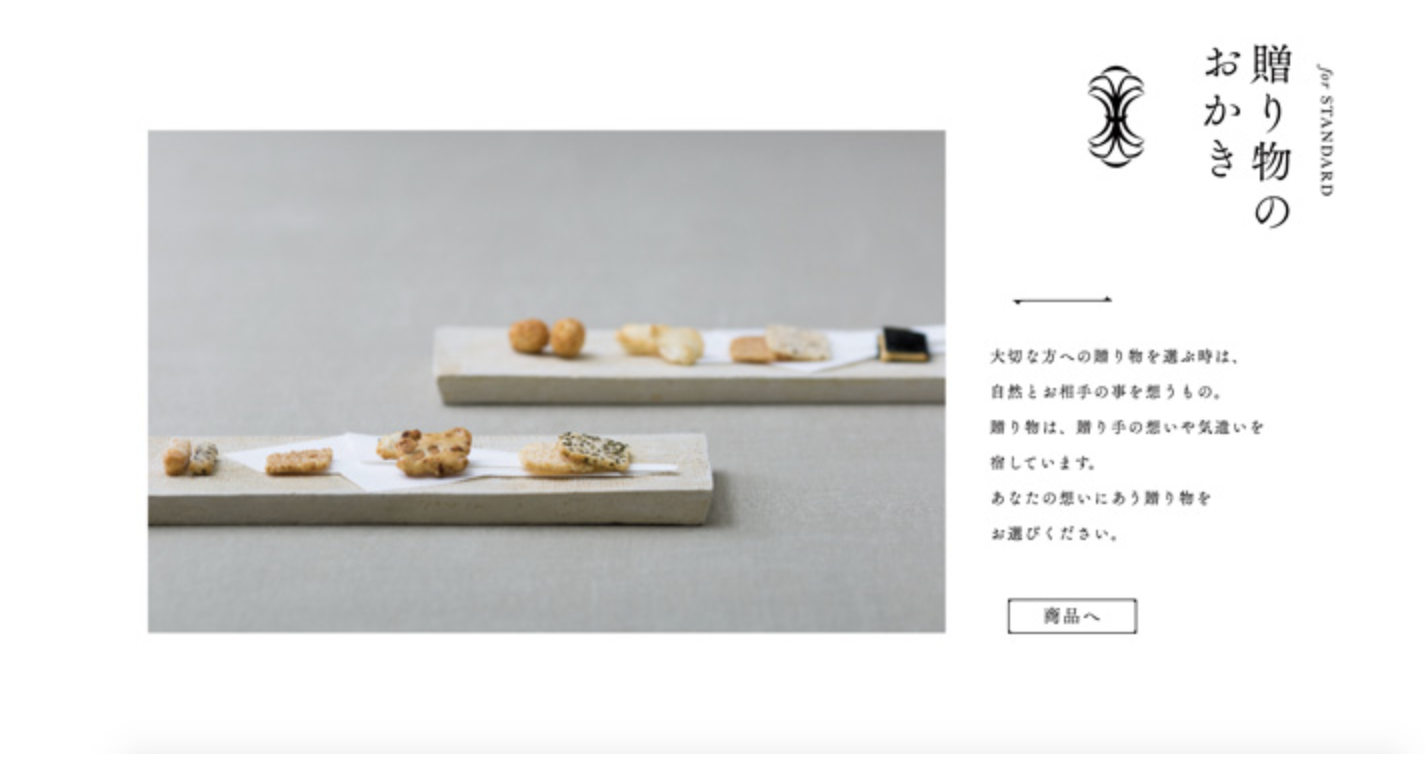 for STANDARD
贈り物の
おかき
大切な方への贈り物を選ぶ時は、
自然とお相手の事を想うもの。
贈り物は、贈り手の想いや気遣いを
宿しています。
あなたの想いにあう贈り物を
お選びください。
商品へ